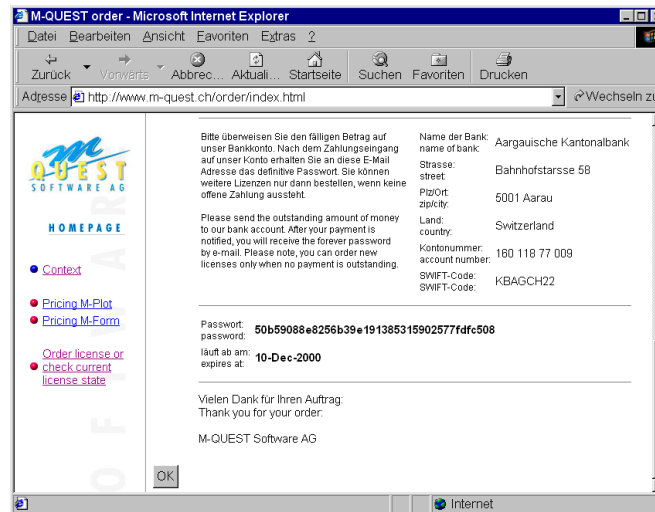 M-QUEST order - Microsoft Internet Explorer
Datei Bearbeiten Ansicht Favoriten Extras ?
Zurück Vorwärts Abbrec... Aktuali... Startseite Suchen Favoriten Drucken
Adresse http://www.m-quest.ch/order/index.html Wechseln zu
m
QUEST
SOFTWARE AG
HOMEPAGE
Context
Pricing M-Plot
Pricing M-Form
Order license or
check current
license state
Bitte überweisen Sie den fälligen Betrag auf
unser Bankkonto. Nach dem Zahlungseingang
auf unser Konto erhalten Sie an diese E-Mail
Adresse das definitive Passwort. Sie können
weitere Lizenzen nur dann bestellen, wenn keine
offene Zahlung aussteht.
Please send the outstanding amount of money
to our bank account. After your payment is
notified, you will receive the forever password
by e-mail. Please note, you can order new
licenses only when no payment is outstanding.
Name der Bank:
name of bank:
Aargauische Kantonalbank
Strasse:
street:
Bahnhofstarsse 58
Plz/Ort:
zip/city:
5001 Aarau
Land:
country:
Switzerland
Kontonummer:
account number:
160 118 77 009
SWIFT-Code:
SWIFT-Code:
KBAGCH22
Passwort:
password:
50b59088e8256b39e191385315902577fdfc508
läuft ab am:
expires at:
10-Dec-2000
Vielen Dank für Ihren Auftrag:
Thank you for your order:
M-QUEST Software AG
OK
Internet